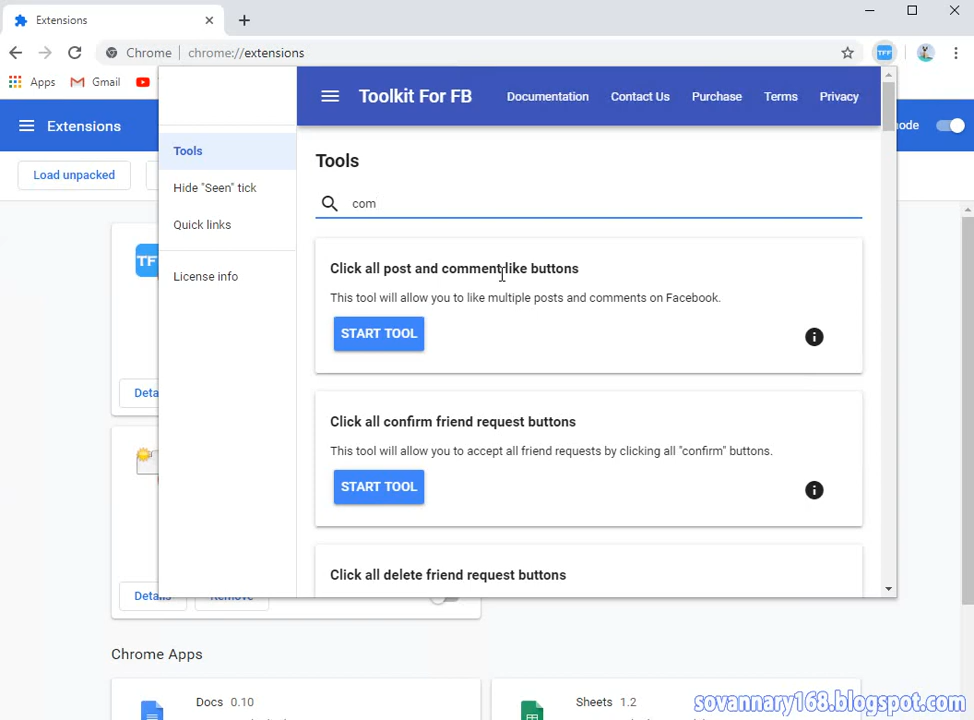 Extensions
Chrome chrome://extensions
TFF
Apps Gmail
Extensions
ode
Load unpacked
Toolkit For FB Documentation Contact Us Purchase Terms Privacy
Tools
Hide "Seen" tick
Quick links
License info
Tools
com
Click all post and comment like buttons
This tool will allow you to like multiple posts and comments on Facebook.
START TOOL
Click all confirm friend request buttons
This tool will allow you to accept all friend requests by clicking all "confirm" buttons.
START TOOL
Click all delete friend request buttons
TF
Deta
Details Remove
Chrome Apps
Docs 0.10
Sheets 1.2
sovannary168.blogspot.com